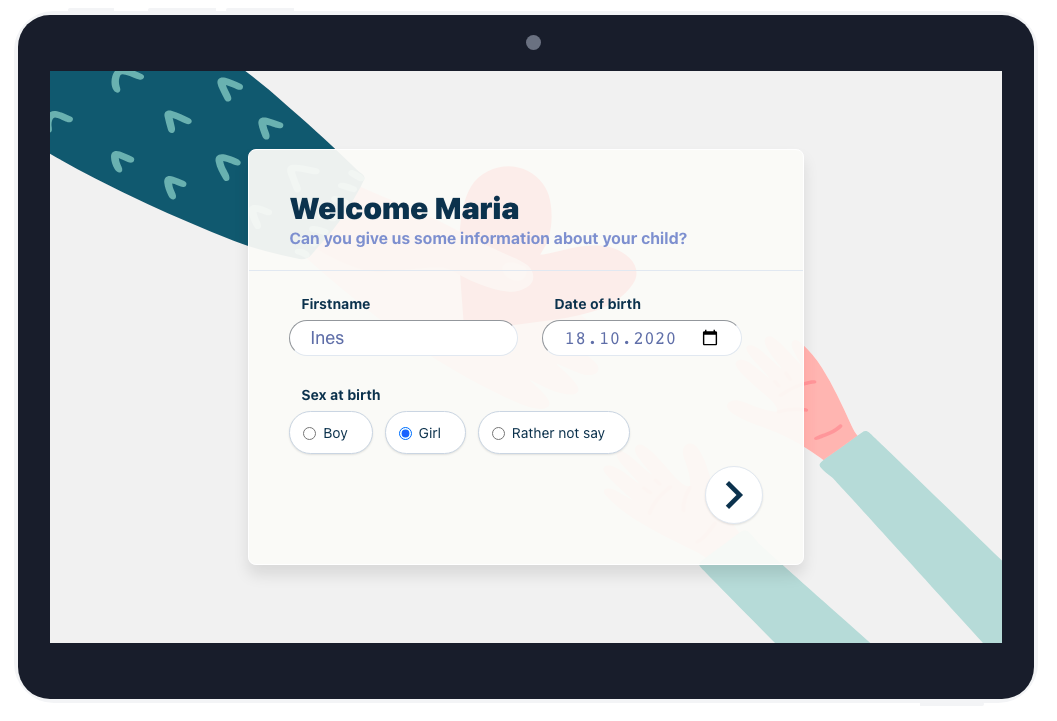 Welcome Maria
Can you give us some information about your child?
Firstname
Date of birth
Ines
18.10.2020
Sex at birth
Boy
Girl
Rather not say